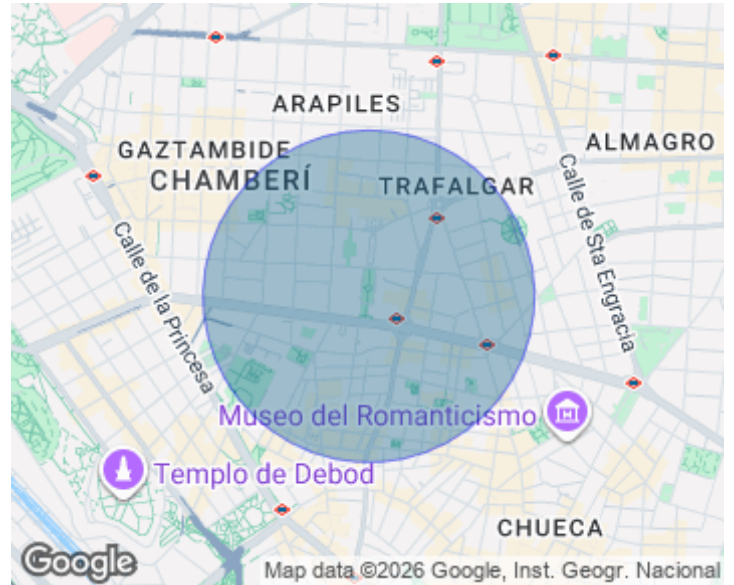 ARAPILES
GAZTAMBIDE
ALMAGRO
CHAMBERÍ
TRAFALGAR
Calle de Sta Engracia
Calle de la Princesa
Museo del Romanticismo
Templo de Debod
CHUECA
Google
Map data ©2026 Google, Inst. Geogr. Nacional